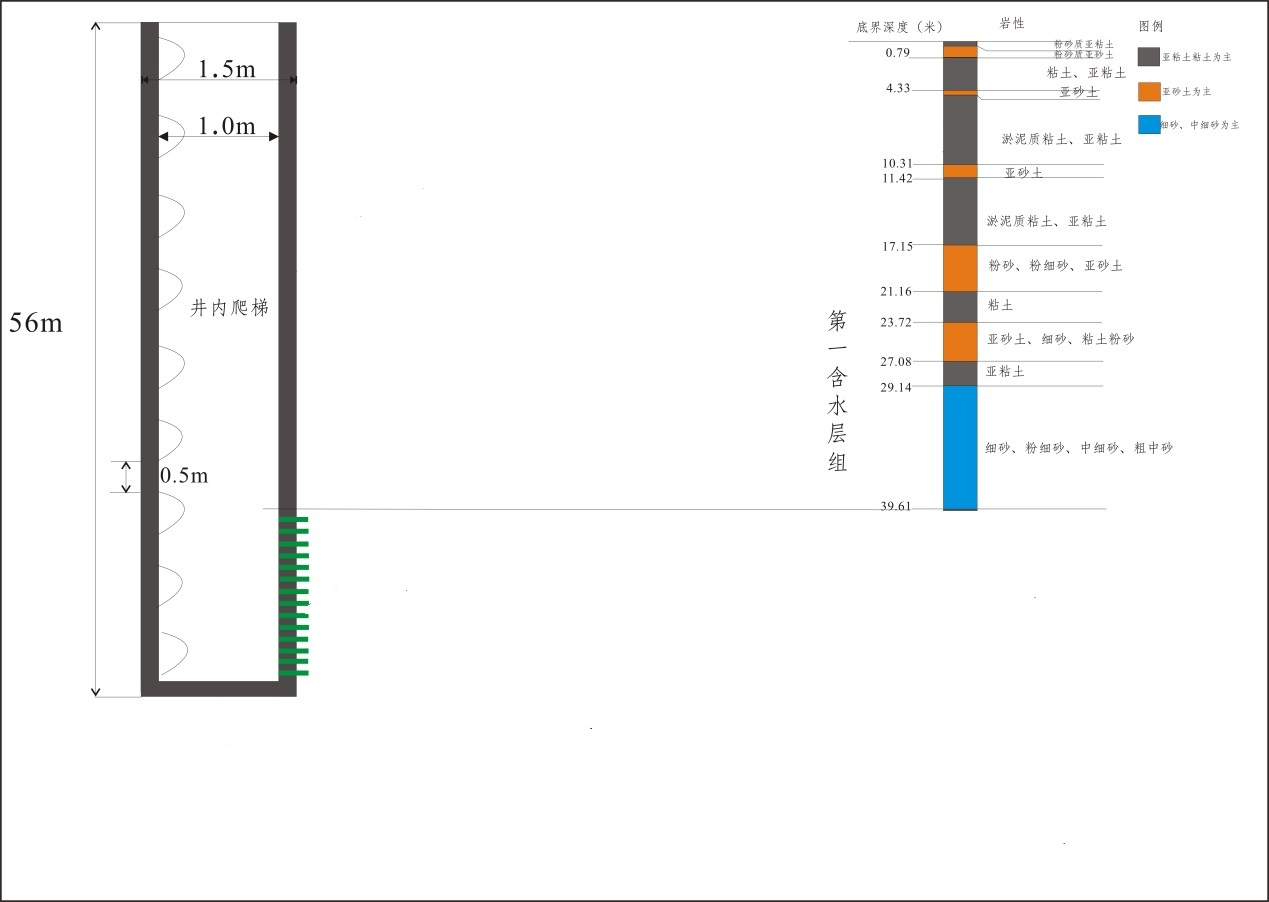 1.5m
1.0m
井内爬梯
56m
0.5m
第一含水层组
底界深度（米）
岩性
图例
0.79
4.33
10.31
11.42
17.15
21.16
23.72
27.08
29.14
39.61
粉砂质亚粘土
粉砂质亚砂土
粘土、亚粘土
亚砂土
淤泥质粘土、亚粘土
亚砂土
淤泥质粘土、亚粘土
粉砂、粉细砂、亚砂土
粘土
亚砂土、细砂、粘土粉砂
亚粘土
细砂、粉细砂、中细砂、粗中砂
亚粘土粘土为主
亚砂土为主
细砂、中细砂为主